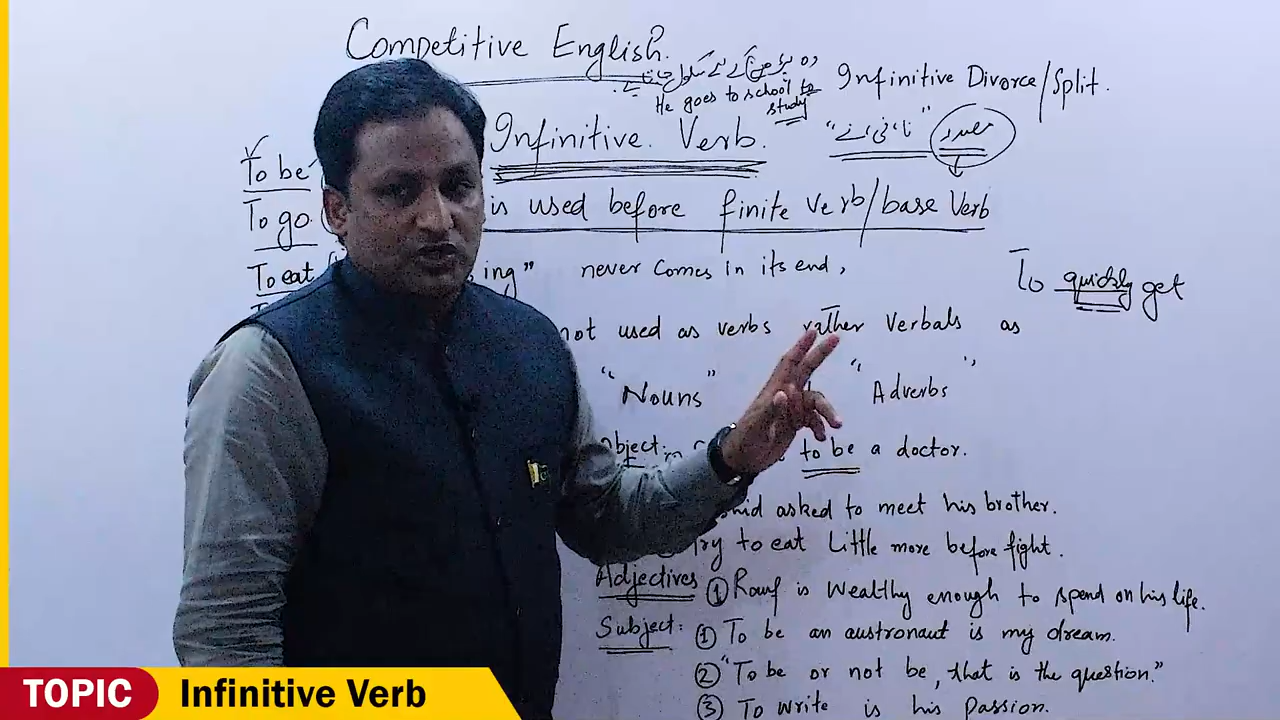 Competitive English.
Infinitive Divorce/Split.
He goes to school to
study
Infinitive Verb.
"نا، نی، نے" مصدر
To be
To go is used before finite verb/base Verb
To eat ing" never comes in its end,
To quickly get
not used as verbs rather Verbals as
"Nouns" "Adverbs"
Object: to be a doctor.
asked to meet his brother.
Try to eat Little more before fight.
Adjectives ① Rauf is Wealthy enough to spend on his life.
Subject: ① To be an austronaut is my dream.
② "To be or not be, that is the question."
③ To write is his Passion.
TOPIC Infinitive Verb